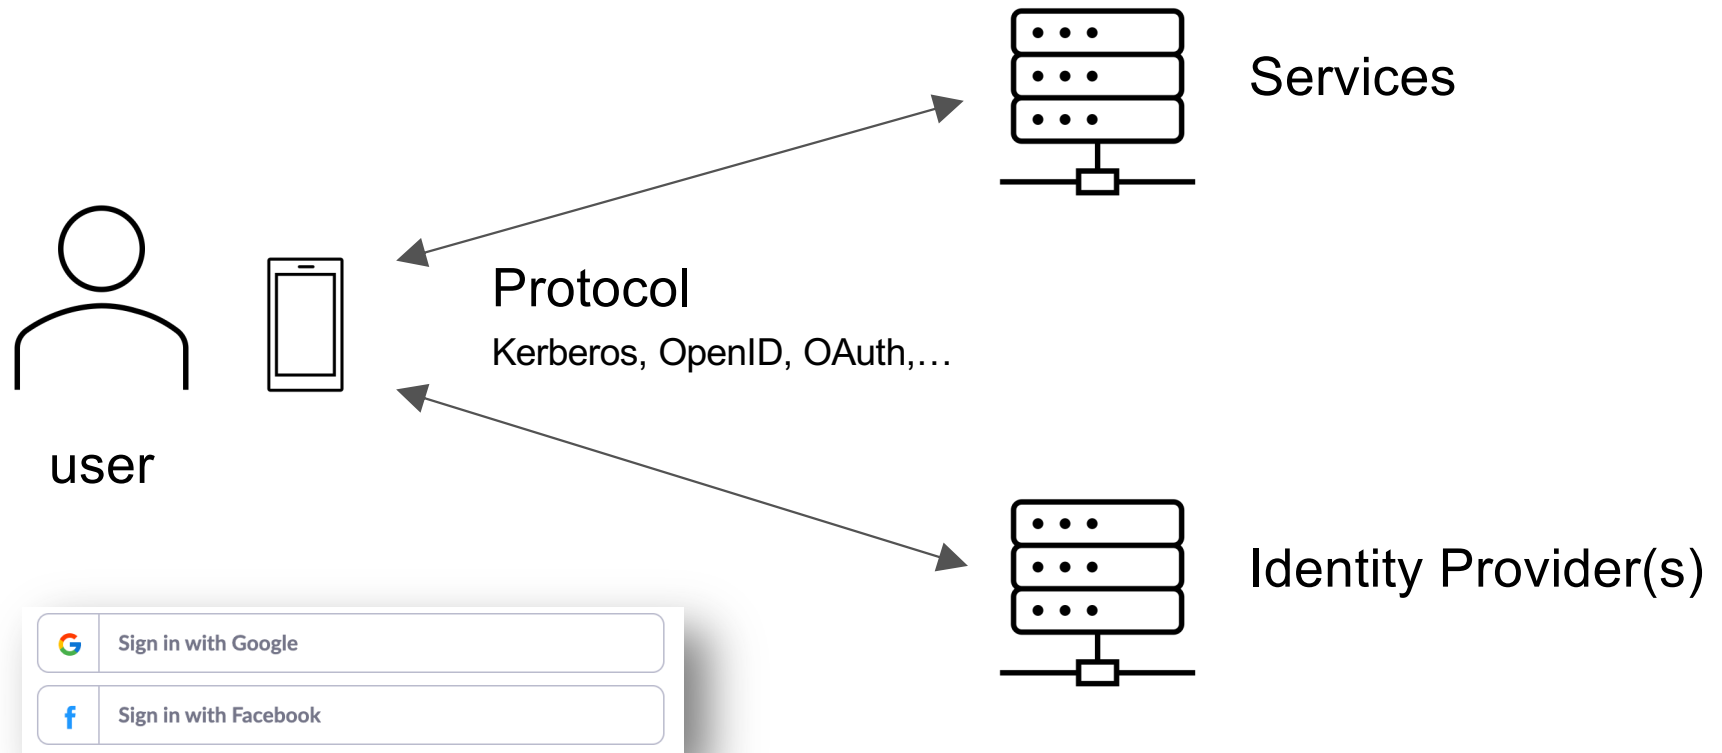 Services
Protocol
Kerberos, OpenID, OAuth,…
user
Identity Provider(s)
Sign in with Google
Sign in with Facebook